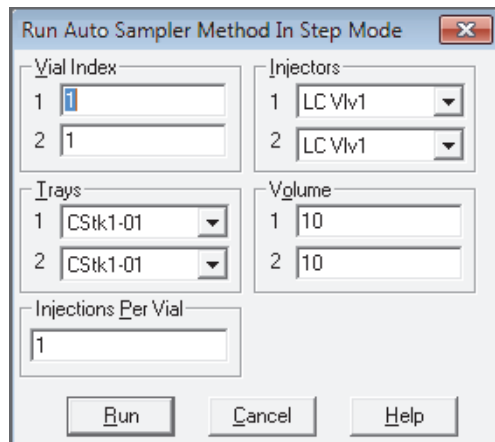 Run Auto Sampler Method In Step Mode
Vial Index
1 1
2 1
Injectors
1 LC Vlv1
2 LC Vlv1
Trays
1 CStk1-01
2 CStk1-01
Volume
1 10
2 10
Injections Per Vial
1
Run Cancel Help